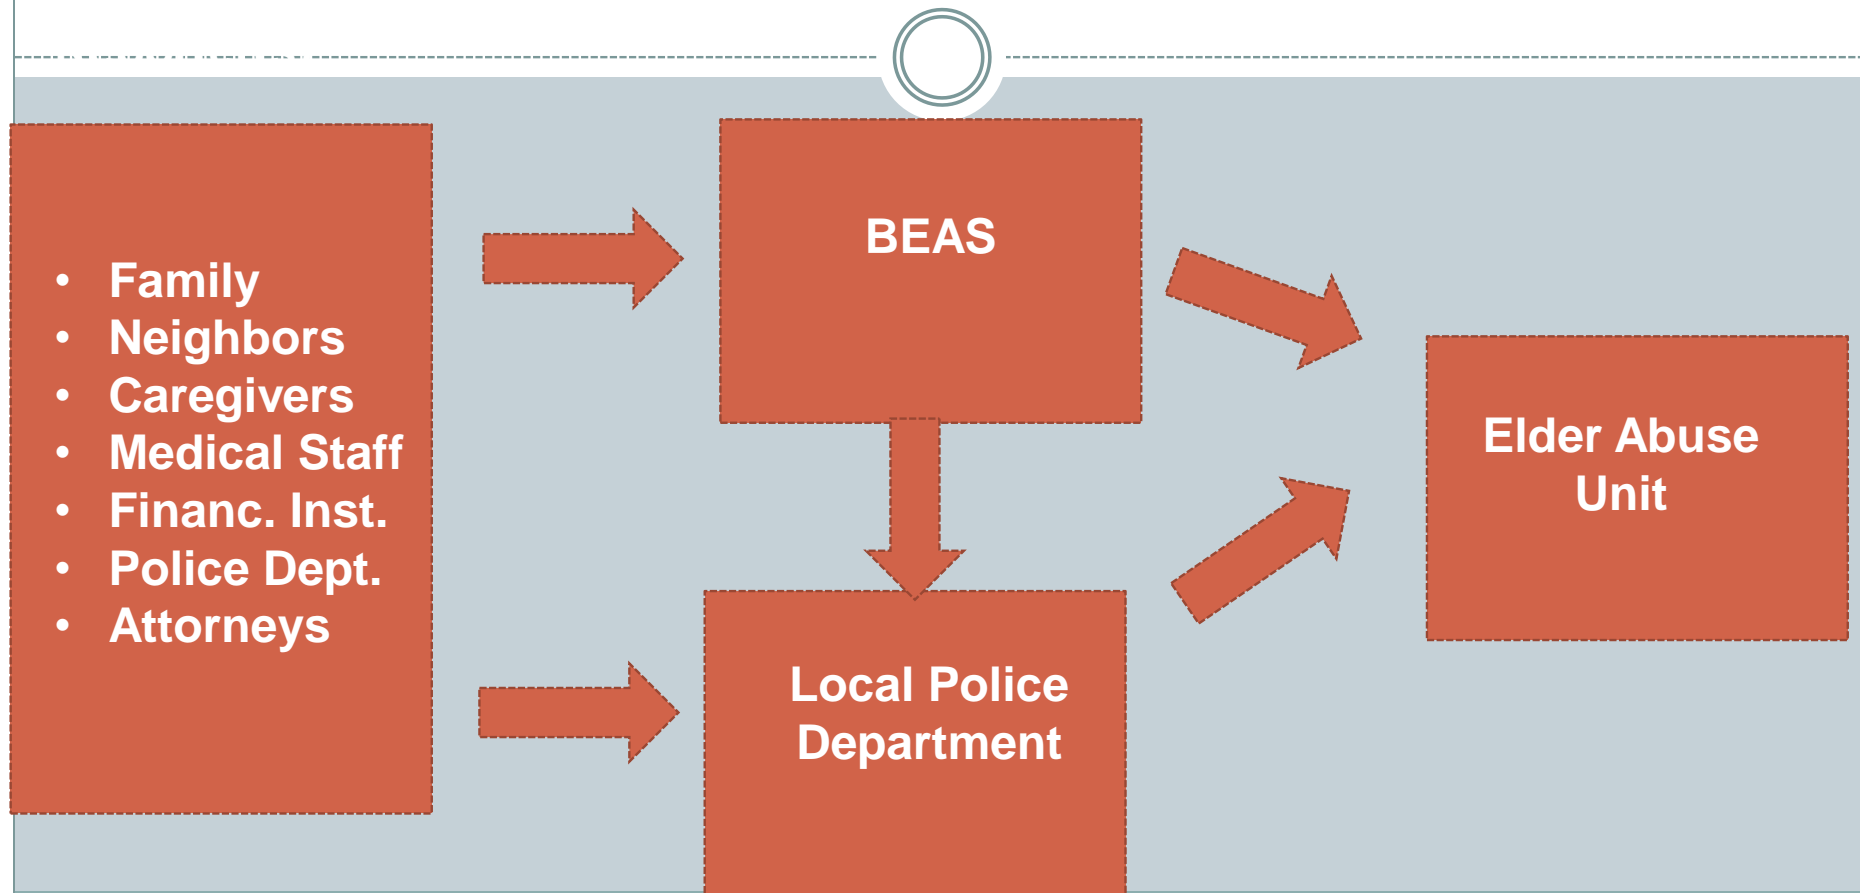 • Family
• Neighbors
• Caregivers
• Medical Staff
• Financ. Inst.
• Police Dept.
• Attorneys
BEAS
Local Police
Department
Elder Abuse
Unit